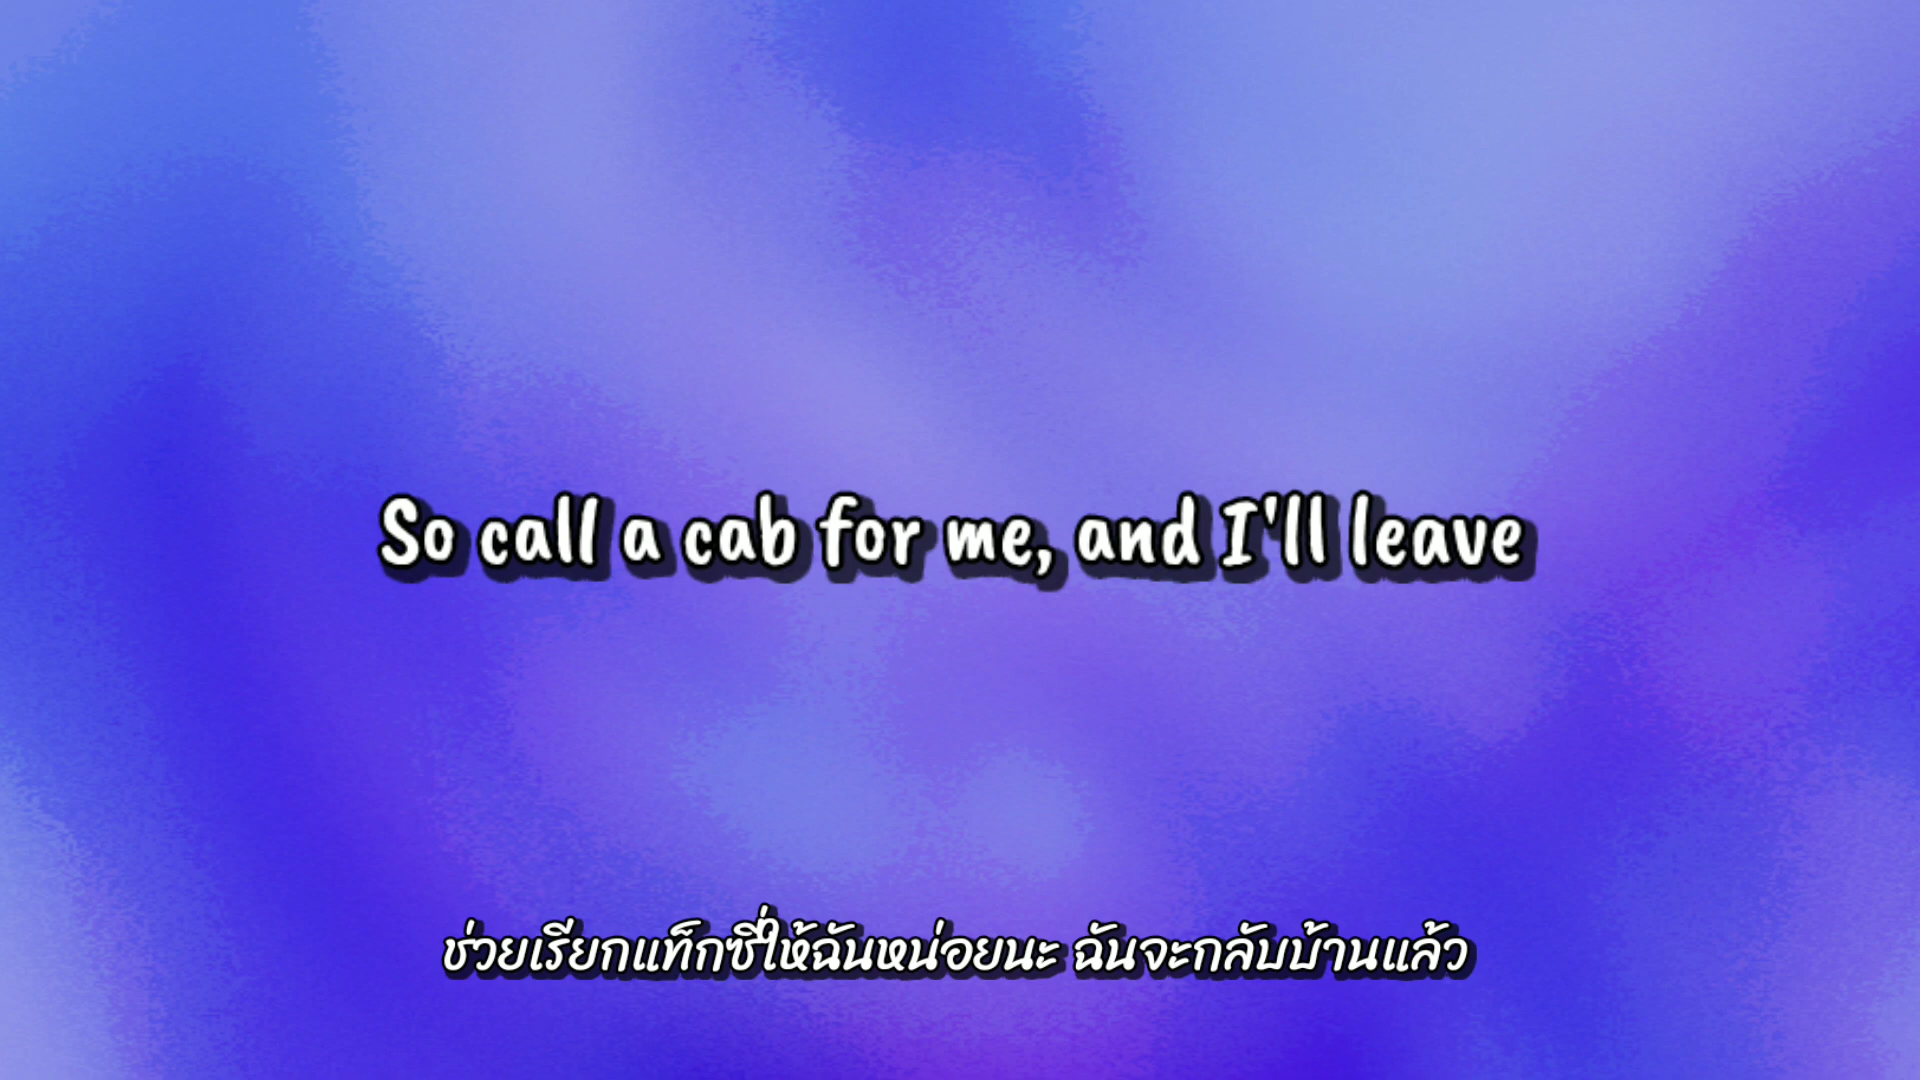 So call a cab for me, and I'll leave
ช่วยเรียกแท็กซี่ให้ฉันหน่อยนะ ฉันจะกลับบ้านแล้ว